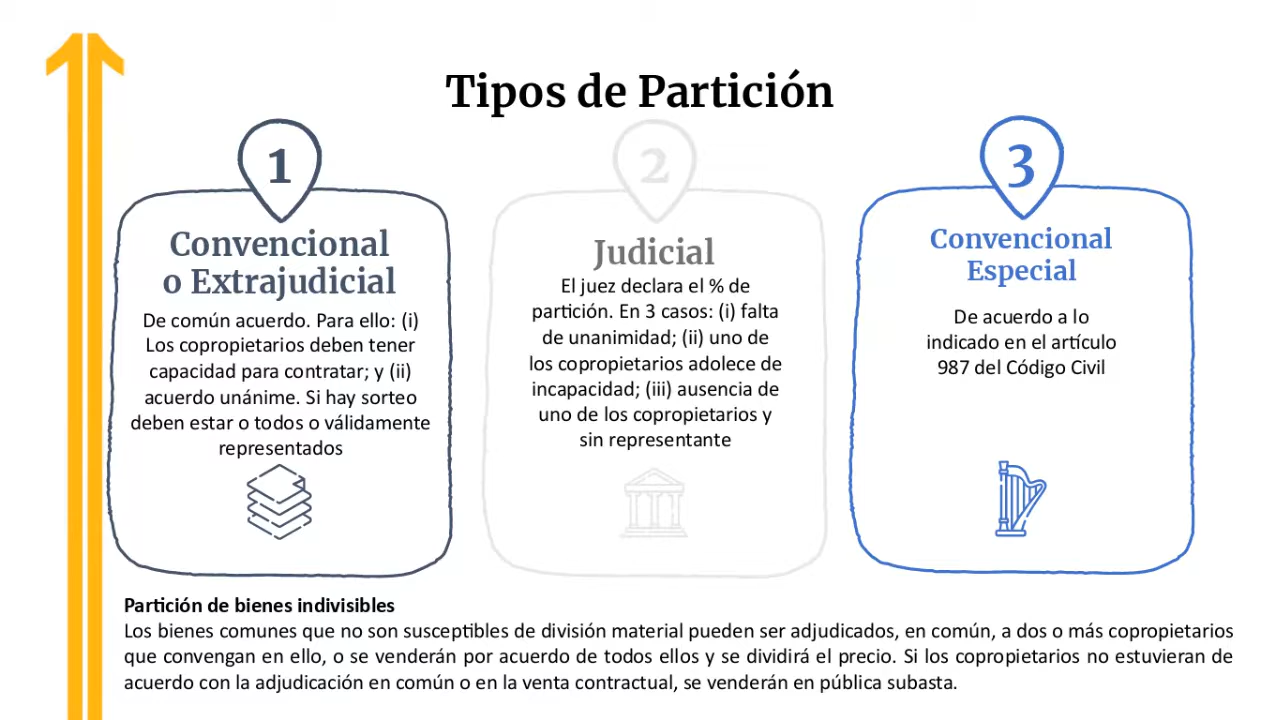 Tipos de Partición
1
Convencional
o Extrajudicial
De común acuerdo. Para ello: (i)
Los copropietarios deben tener
capacidad para contratar; y (ii)
acuerdo unánime. Si hay sorteo
deben estar o todos o válidamente
representados
2
Judicial
El juez declara el % de
partición. En 3 casos: (i) falta
de unanimidad; (ii) uno de
los copropietarios adolece de
incapacidad; (iii) ausencia de
uno de los copropietarios y
sin representante
3
Convencional
Especial
De acuerdo a lo
indicado en el artículo
987 del Código Civil
Partición de bienes indivisibles
Los bienes comunes que no son susceptibles de división material pueden ser adjudicados, en común, a dos o más copropietarios
que convengan en ello, o se venderán por acuerdo de todos ellos y se dividirá el precio. Si los copropietarios no estuvieran de
acuerdo con la adjudicación en común o en la venta contractual, se venderán en pública subasta.